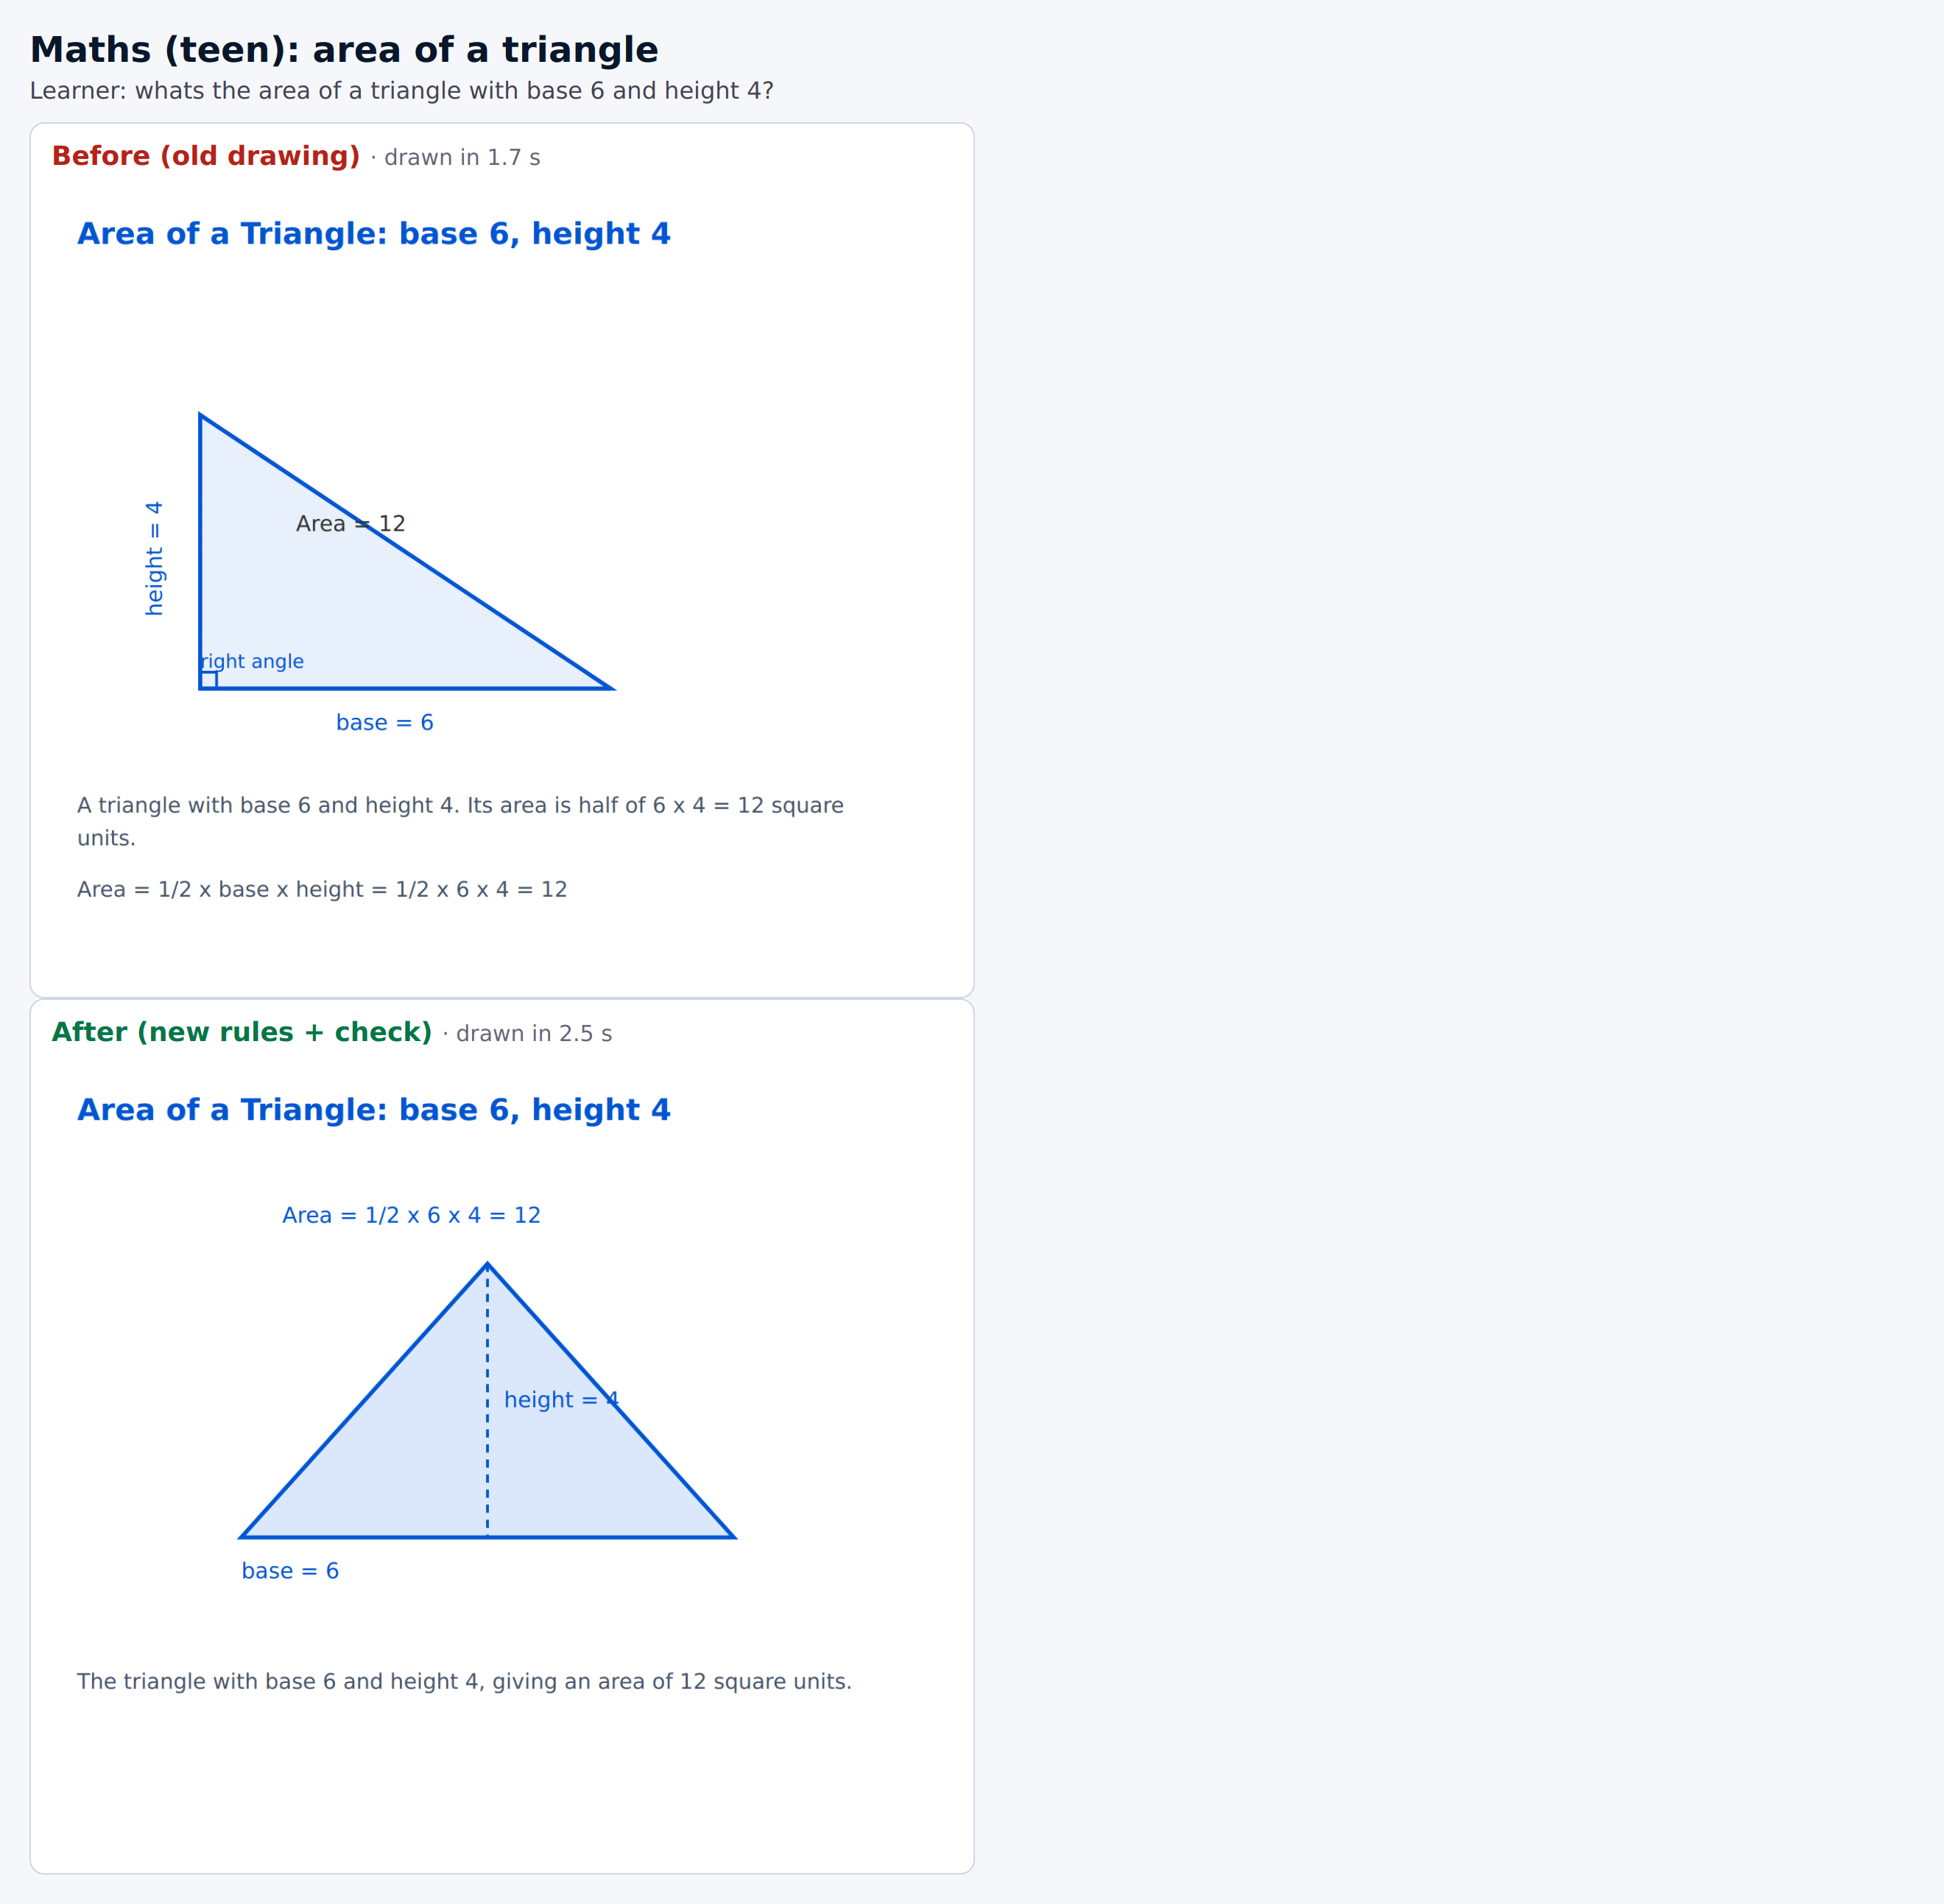 Maths (teen): area of a triangle
Learner: whats the area of a triangle with base 6 and height 4?
Before (old drawing) · drawn in 1.7 s
Area of a Triangle: base 6, height 4
Area = 12
height = 4
right angle
base = 6
A triangle with base 6 and height 4. Its area is half of 6 x 4 = 12 square
units.
Area = 1/2 x base x height = 1/2 x 6 x 4 = 12
After (new rules + check) · drawn in 2.5 s
Area of a Triangle: base 6, height 4
Area = 1/2 x 6 x 4 = 12
height = 4
base = 6
The triangle with base 6 and height 4, giving an area of 12 square units.